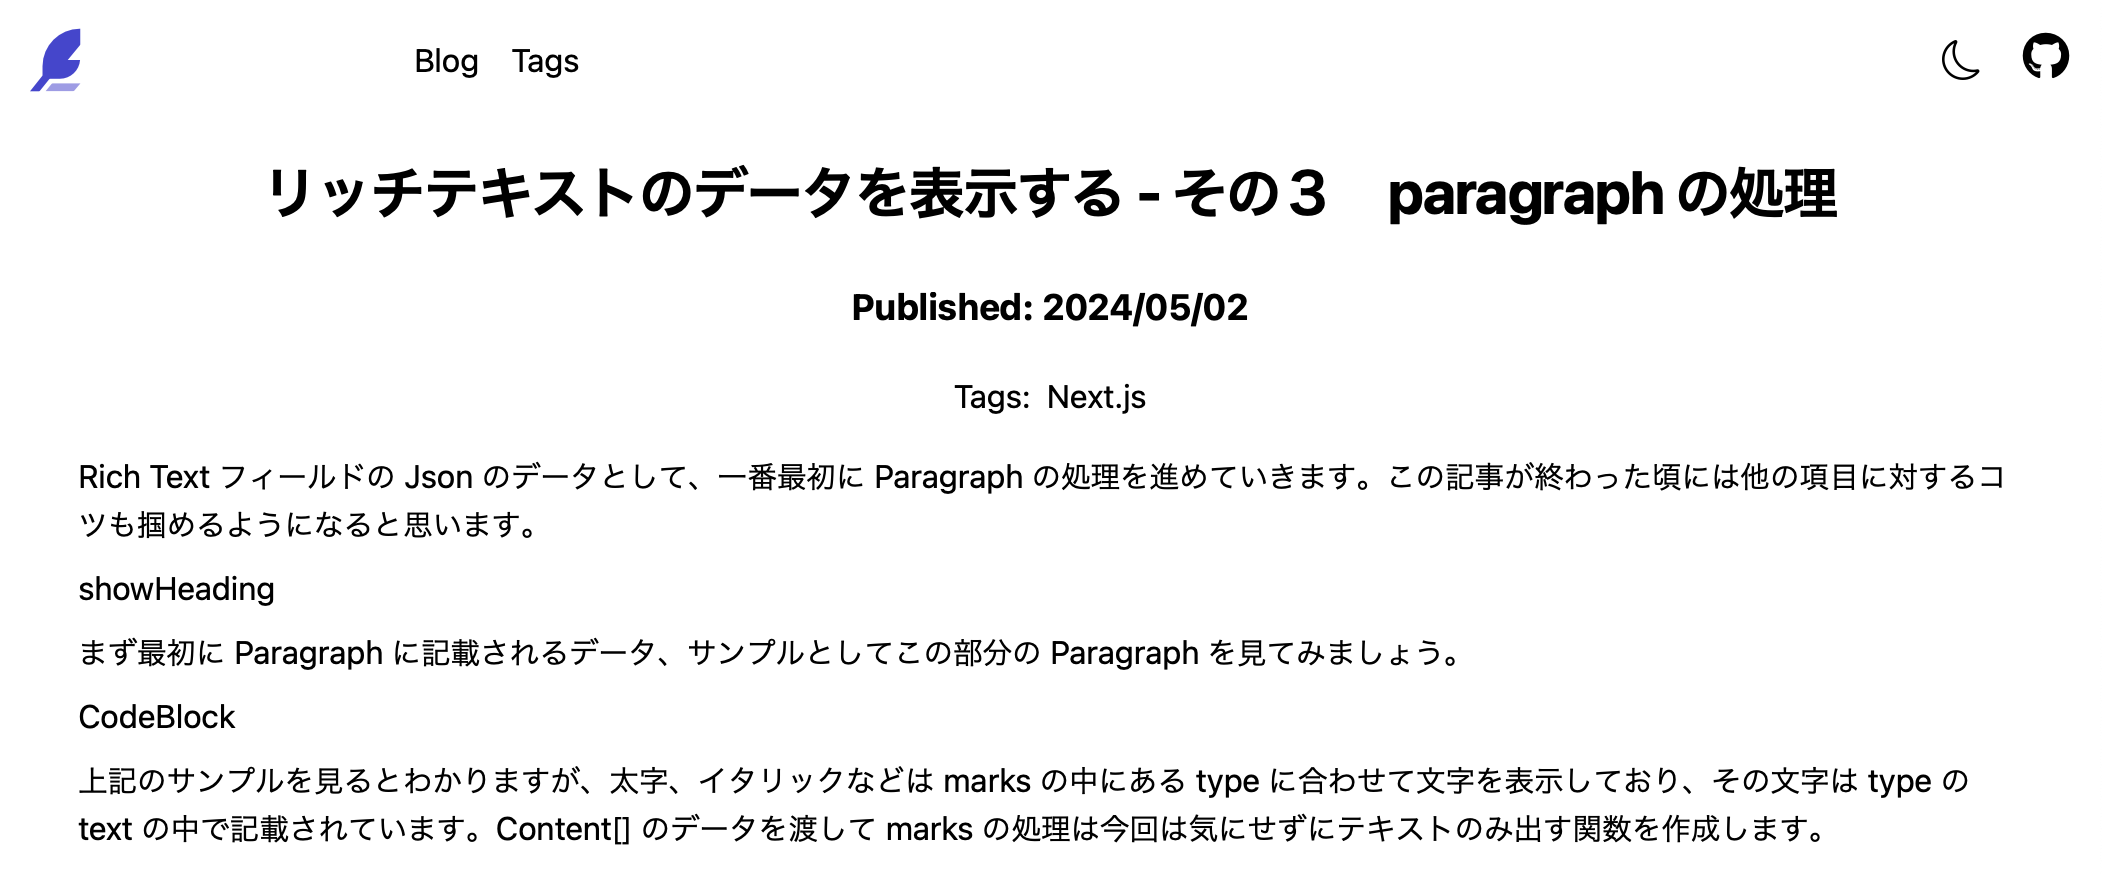 Blog Tags
リッチテキストのデータを表示する - その３　paragraph の処理
Published: 2024/05/02
Tags: Next.js
Rich Text フィールドの Json のデータとして、一番最初に Paragraph の処理を進めていきます。この記事が終わった頃には他の項目に対するコ
ツも掴めるようになると思います。
showHeading
まず最初に Paragraph に記載されるデータ、サンプルとしてこの部分の Paragraph を見てみましょう。
CodeBlock
上記のサンプルを見るとわかりますが、太字、イタリックなどは marks の中にある type に合わせて文字を表示しており、その文字は type の
text の中で記載されています。Content[] のデータを渡して marks の処理は今回は気にせずにテキストのみ出す関数を作成します。